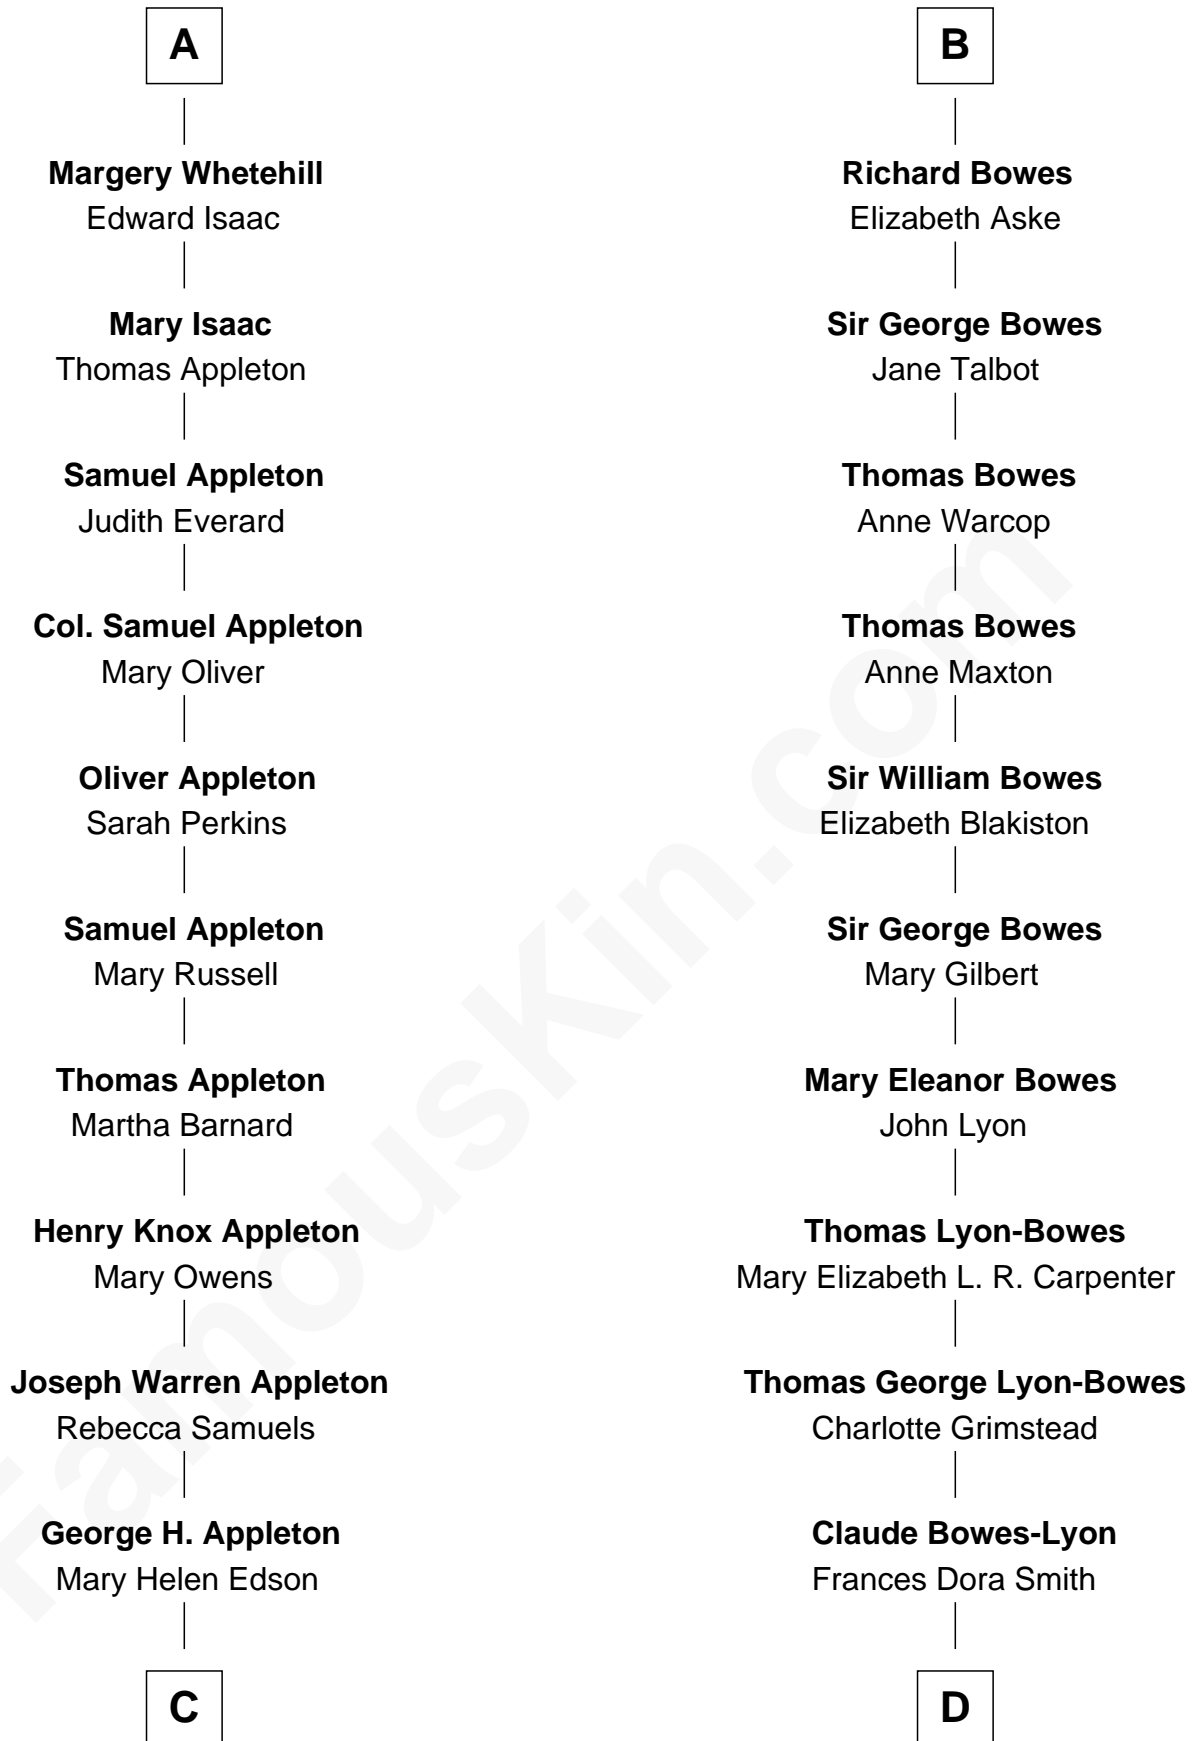 A
Margery Whetehill
Edward Isaac
Mary Isaac
Thomas Appleton
Samuel Appleton
Judith Everard
Col. Samuel Appleton
Mary Oliver
Oliver Appleton
Sarah Perkins
Samuel Appleton
Mary Russell
Thomas Appleton
Martha Barnard
Henry Knox Appleton
Mary Owens
Joseph Warren Appleton
Rebecca Samuels
George H. Appleton
Mary Helen Edson
C
B
Richard Bowes
Elizabeth Aske
Sir George Bowes
Jane Talbot
Thomas Bowes
Anne Warcop
Thomas Bowes
Anne Maxton
Sir William Bowes
Elizabeth Blakiston
Sir George Bowes
Mary Gilbert
Mary Eleanor Bowes
John Lyon
Thomas Lyon-Bowes
Mary Elizabeth L. R. Carpenter
Thomas George Lyon-Bowes
Charlotte Grimstead
Claude Bowes-Lyon
Frances Dora Smith
D
FamousKin.com